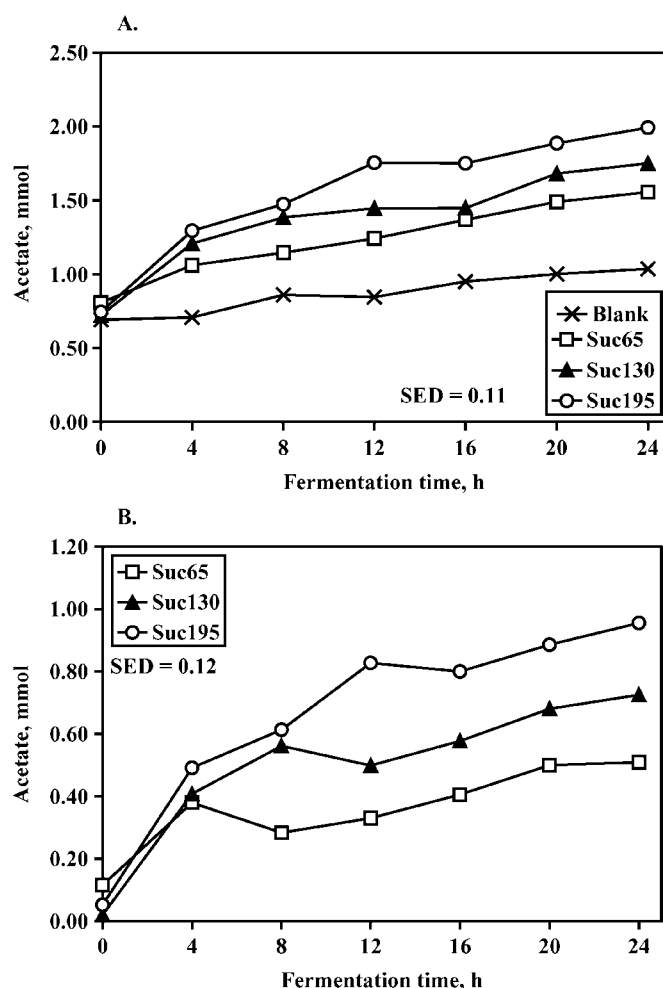 A.
2.50
2.00
1.50
1.00
0.50
0.00
Acetate, mmol
Blank
Suc65
Suc130
Suc195
SED = 0.11
0 4 8 12 16 20 24
Fermentation time, h
B.
1.20
1.00
0.80
0.60
0.40
0.20
0.00
Acetate, mmol
Suc65
Suc130
Suc195
SED = 0.12
0 4 8 12 16 20 24
Fermentation time, h